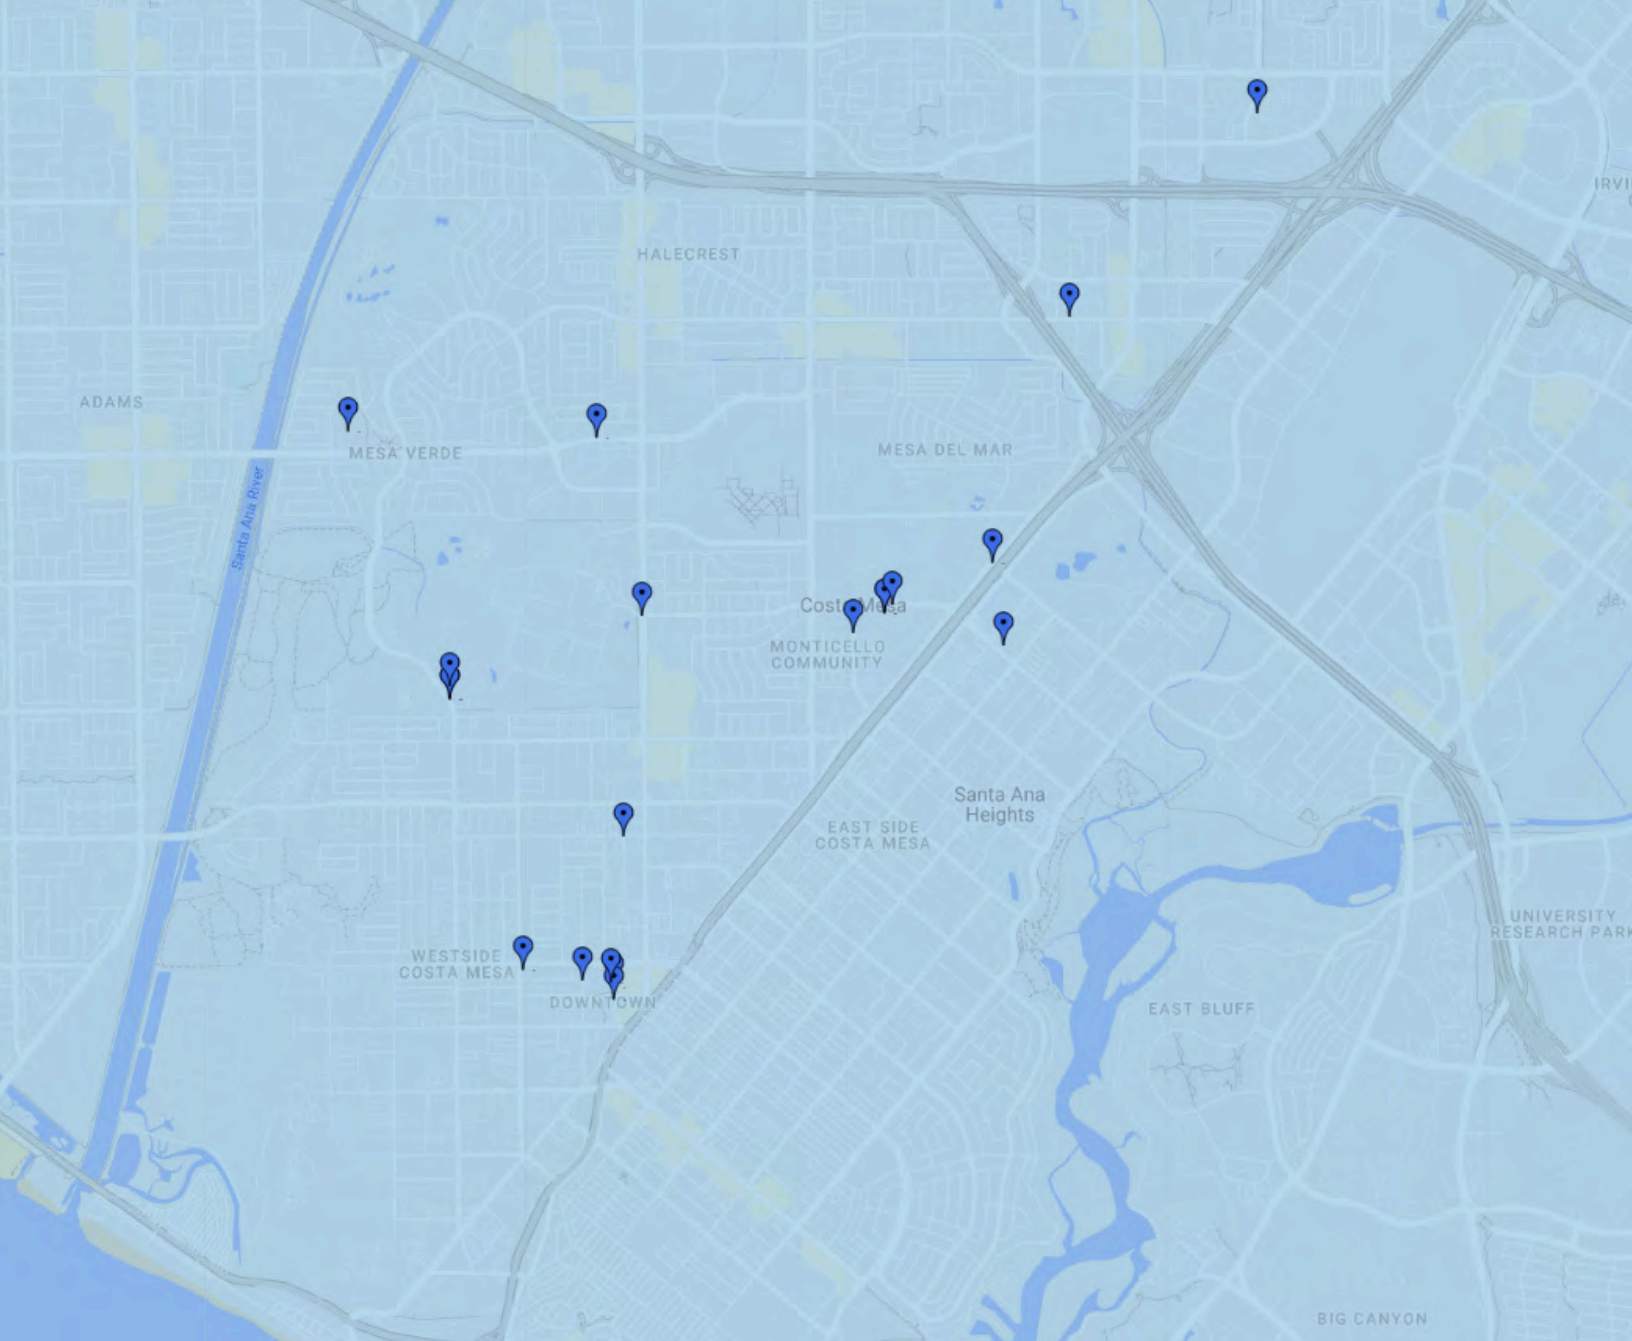 IRVI
HALECREST
ADAMS
MESA VERDE
MESA DEL MAR
Santa Ana River
Costa Mesa
MONTICELLO
COMMUNITY
Santa Ana
Heights
EAST SIDE
COSTA MESA
UNIVERSITY
RESEARCH PARK
WESTSIDE
COSTA MESA
DOWNTOWN
EAST BLUFF
BIG CANYON